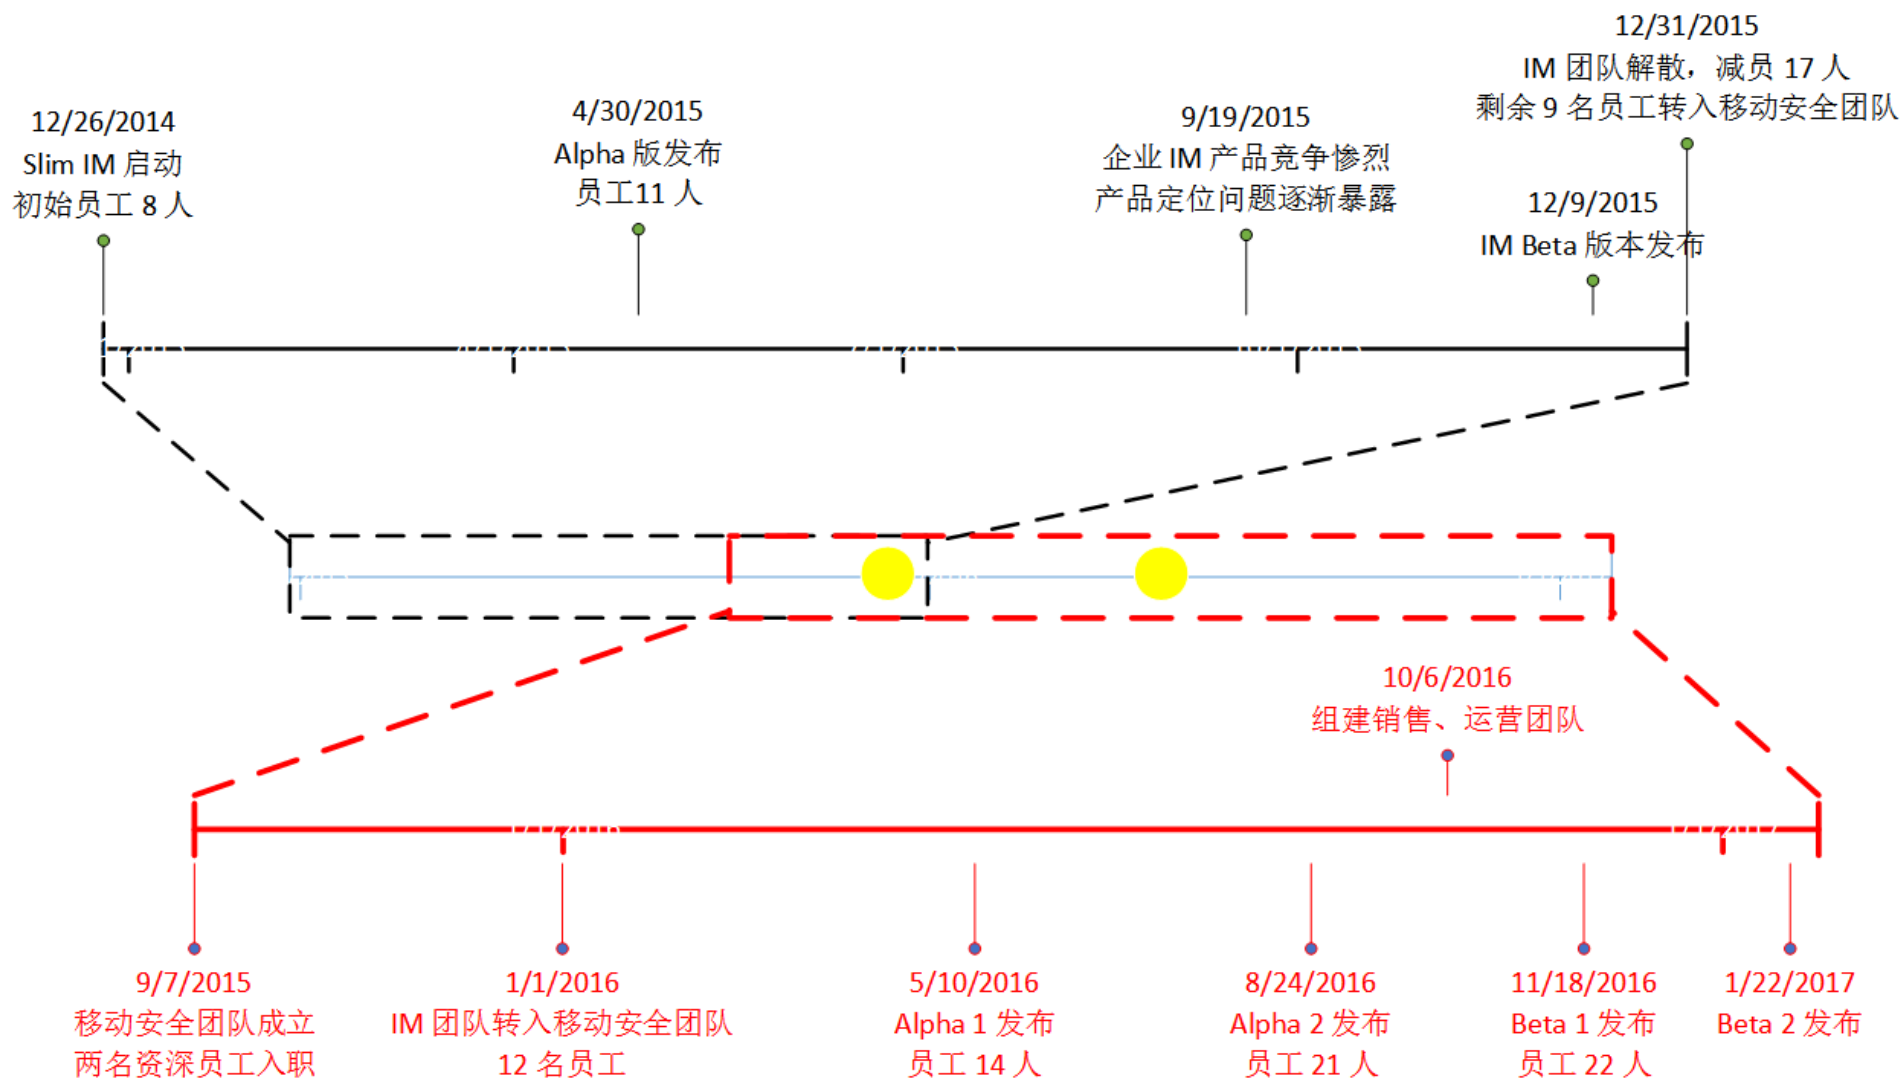 12/31/2015
IM 团队解散，减员 17 人
剩余 9 名员工转入移动安全团队
12/26/2014
Slim IM 启动
初始员工 8 人
4/30/2015
Alpha 版发布
员工11 人
9/19/2015
企业 IM 产品竞争惨烈
产品定位问题逐渐暴露
12/9/2015
IM Beta 版本发布
10/6/2016
组建销售、运营团队
9/7/2015
移动安全团队成立
两名资深员工入职
1/1/2016
IM 团队转入移动安全团队
12 名员工
5/10/2016
Alpha 1 发布
员工 14 人
8/24/2016
Alpha 2 发布
员工 21 人
11/18/2016
Beta 1 发布
员工 22 人
1/22/2017
Beta 2 发布